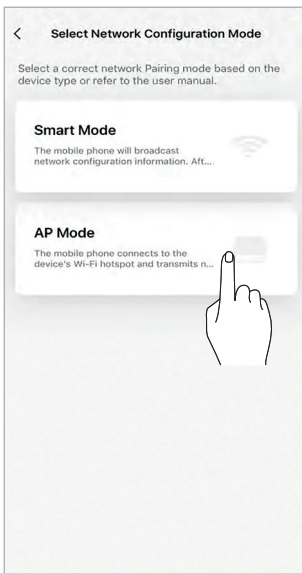 Select Network Configuration Mode
Select a correct network Pairing mode based on the
device type or refer to the user manual.
Smart Mode
The mobile phone will broadcast
network configuration information. Aft...
AP Mode
The mobile phone connects to the
device's Wi-Fi hotspot and transmits n...